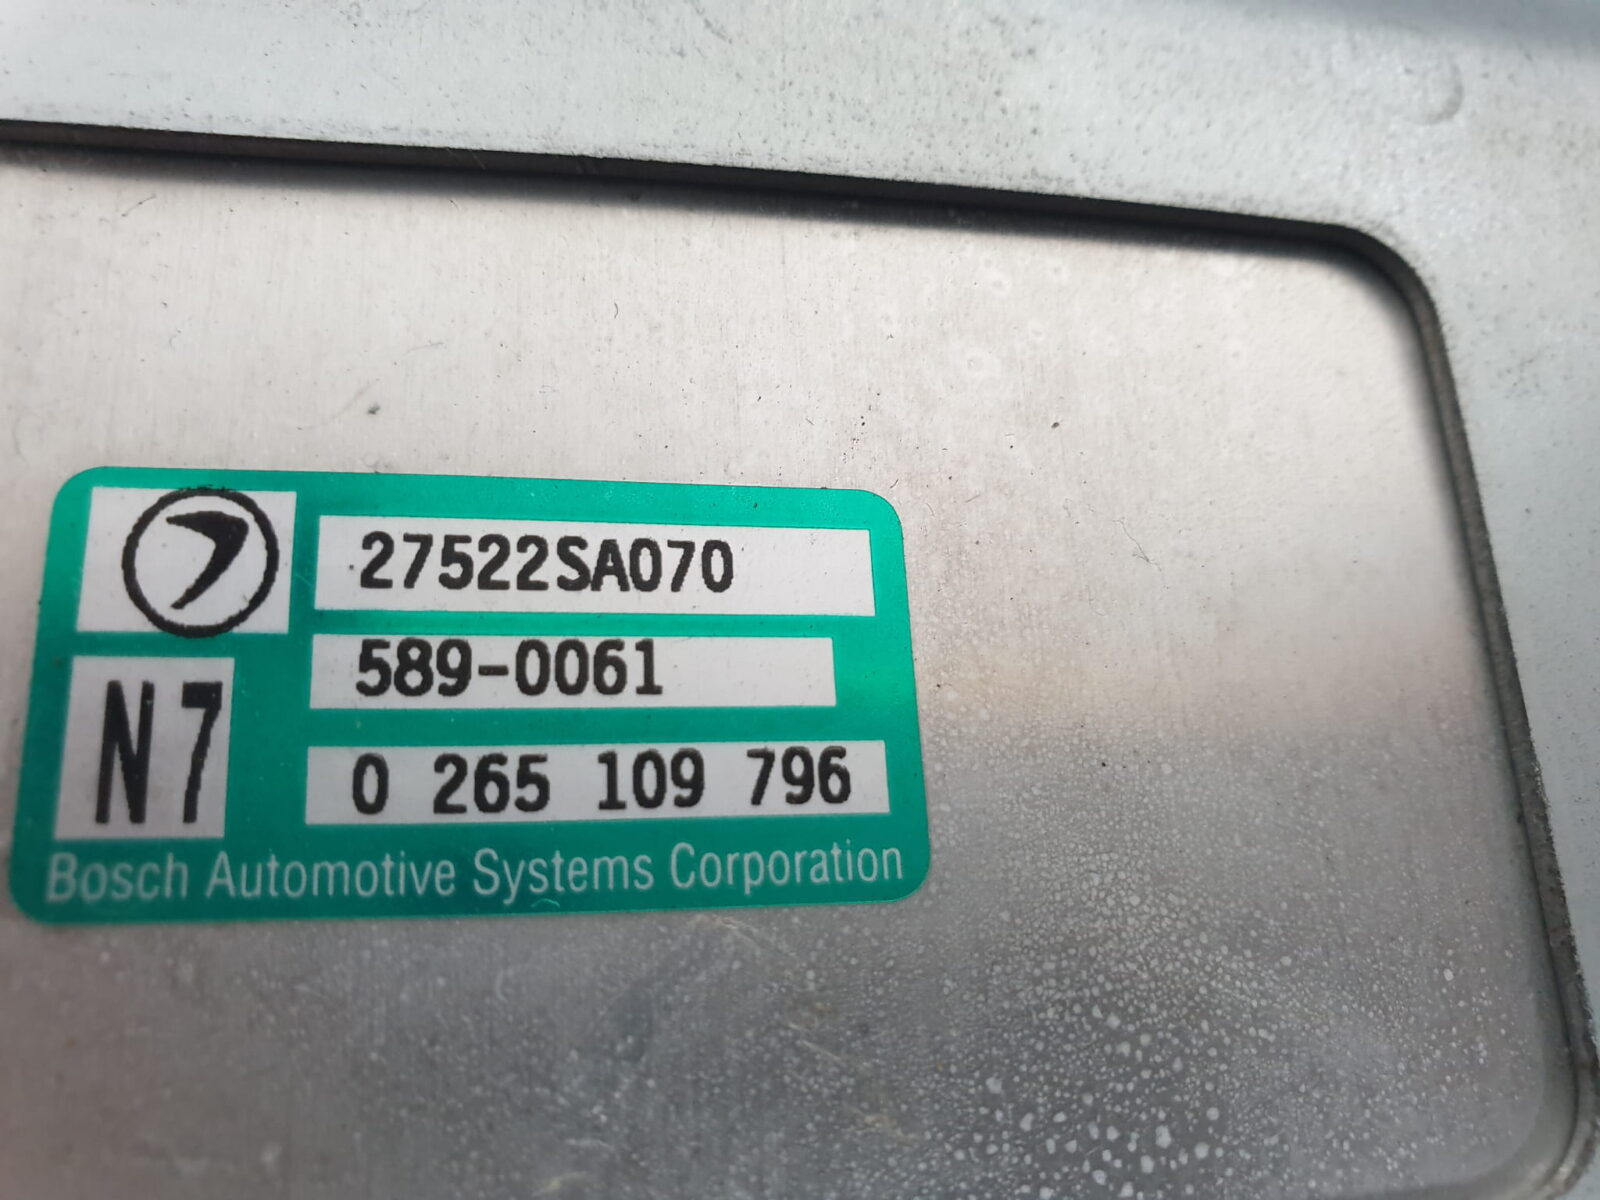 27522SA070
589-0061
N7
0 265 109 796
Bosch Automotive Systems Corporation